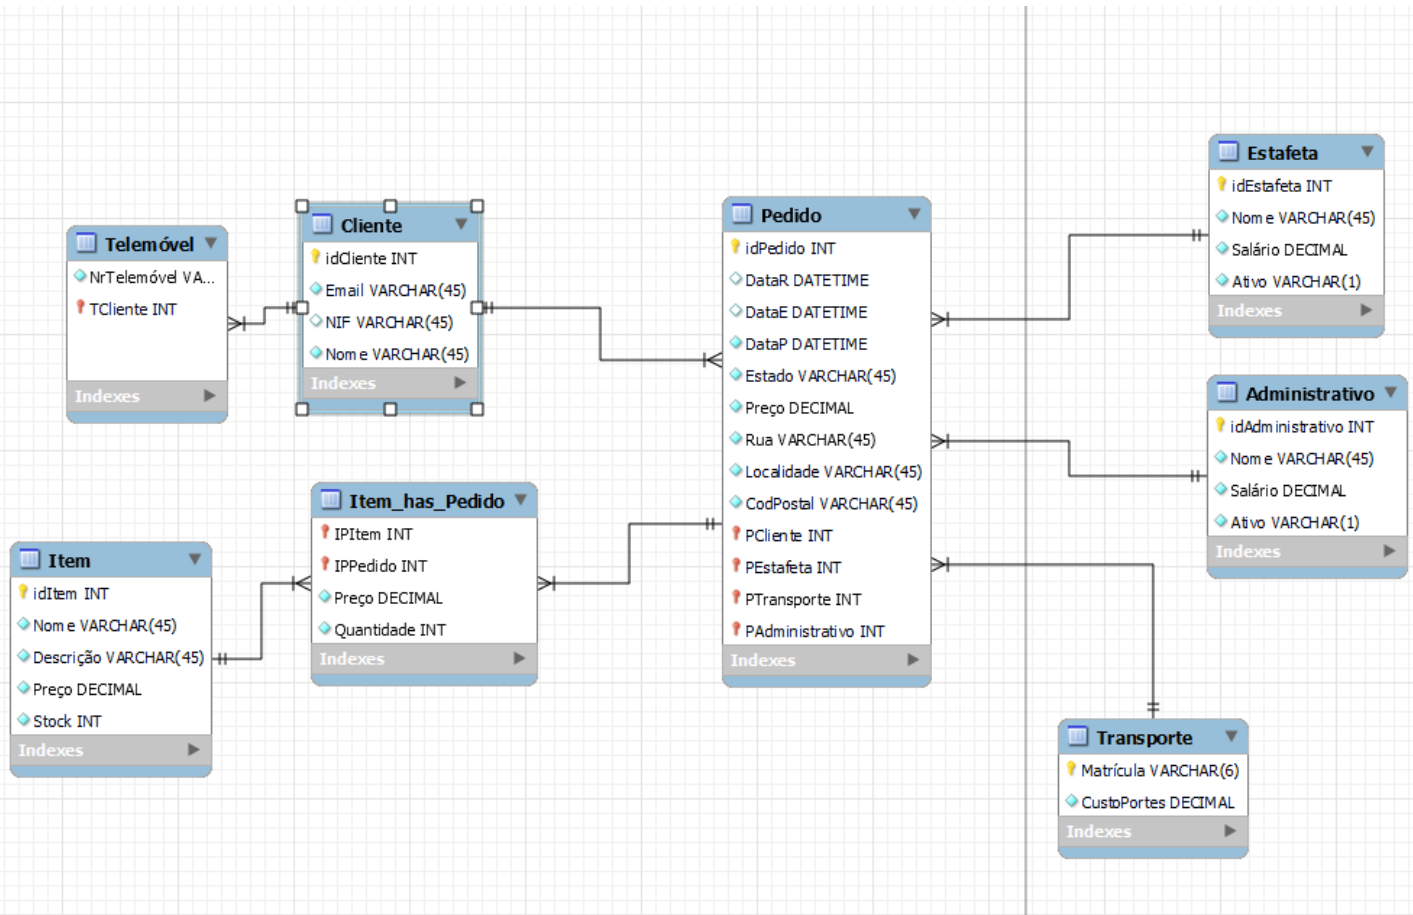 Telemóvel
NrTelemóvel VA...
TCliente INT
Indexes
Cliente
idCliente INT
Email VARCHAR(45)
NIF VARCHAR(45)
Nome VARCHAR(45)
Indexes
Item
idItem INT
Nome VARCHAR(45)
Descrição VARCHAR(45)
Preço DECIMAL
Stock INT
Indexes
Item_has_Pedido
IPItem INT
IPPedido INT
Preço DECIMAL
Quantidade INT
Indexes
Pedido
idPedido INT
DataR DATETIME
DataE DATETIME
DataP DATETIME
Estado VARCHAR(45)
Preço DECIMAL
Rua VARCHAR(45)
Localidade VARCHAR(45)
CodPostal VARCHAR(45)
PCliente INT
PEstafeta INT
PTransporte INT
PAdministrativo INT
Indexes
Estafeta
idEstafeta INT
Nome VARCHAR(45)
Salário DECIMAL
Ativo VARCHAR(1)
Indexes
Administrativo
idAdministrativo INT
Nome VARCHAR(45)
Salário DECIMAL
Ativo VARCHAR(1)
Indexes
Transporte
Matrícula VARCHAR(6)
CustoPortes DECIMAL
Indexes